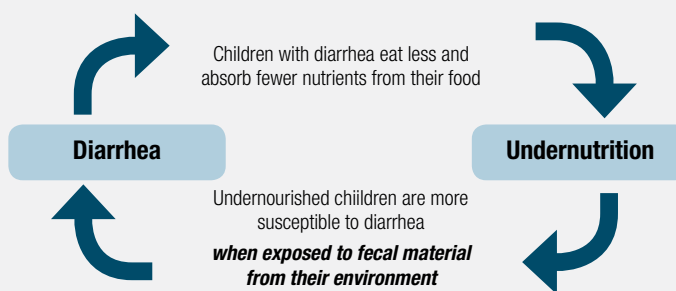 Children with diarrhea eat less and
absorb fewer nutrients from their food
Diarrhea
Undernutrition
Undernourished chiildren are more
susceptible to diarrhea
when exposed to fecal material
from their environment